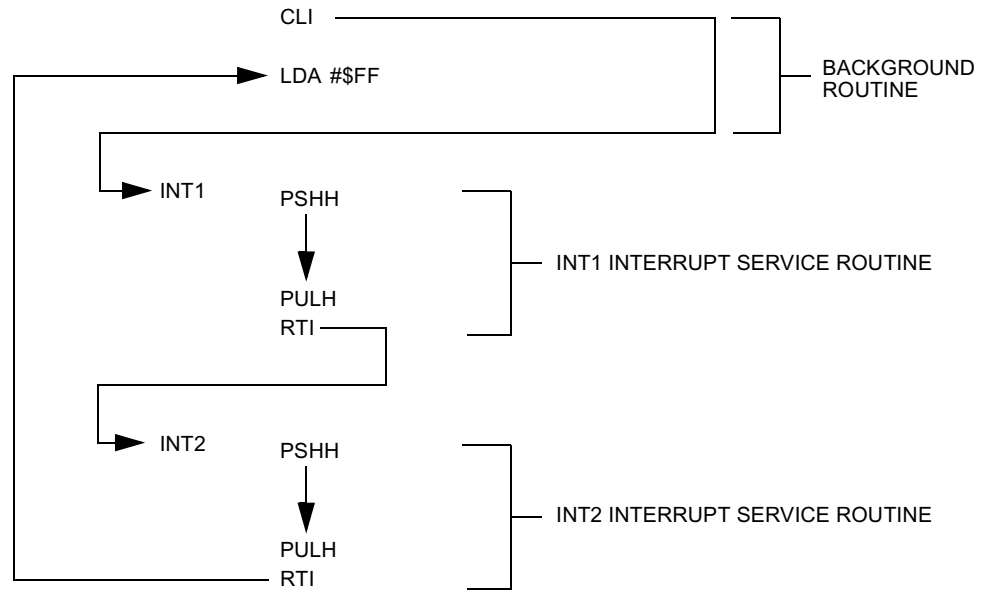 CLI
LDA #$FF
BACKGROUND
ROUTINE
INT1
PSHH
INT1 INTERRUPT SERVICE ROUTINE
PULH
RTI
INT2
PSHH
INT2 INTERRUPT SERVICE ROUTINE
PULH
RTI